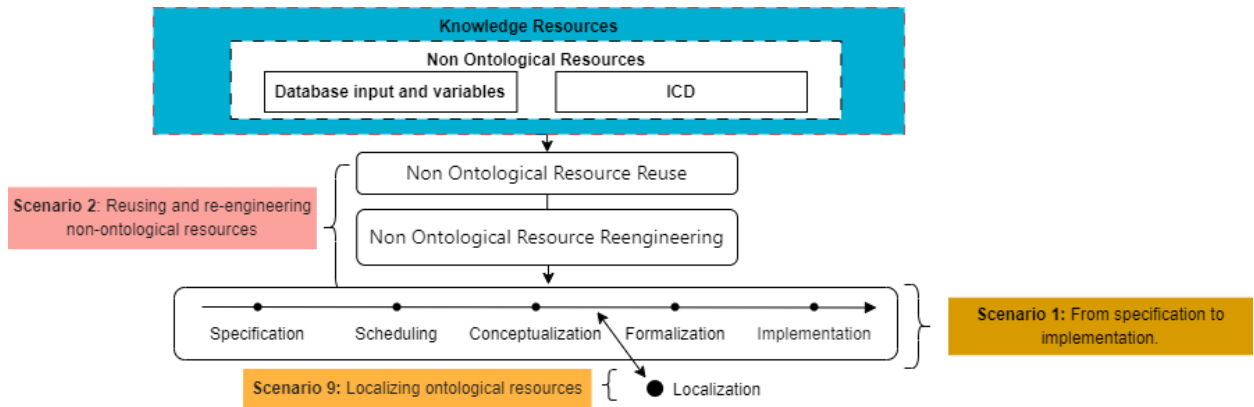 Knowledge Resources
Non Ontological Resources
Database input and variables
ICD
Non Ontological Resource Reuse
Scenario 2: Reusing and re-engineering
non-ontological resources
Non Ontological Resource Reengineering
Specification
Scheduling
Conceptualization
Formalization
Implementation
Scenario 1: From specification to
implementation.
Scenario 9: Localizing ontological resources
Localization